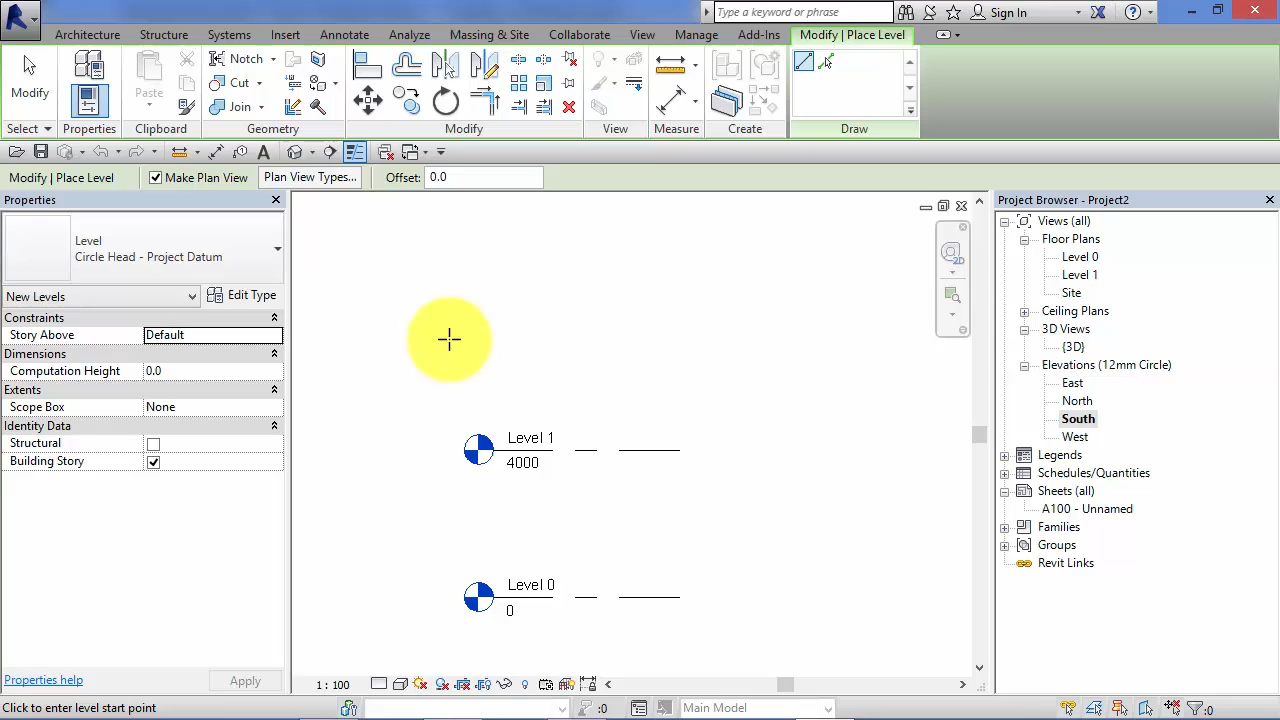 Type a keyword or phrase
Sign In
Architecture Structure Systems Insert Annotate Analyze Massing & Site Collaborate View Manage Add-Ins Modify | Place Level
Modify
Paste
Notch
Cut
Join
Select Properties Clipboard Geometry Modify View Measure Create Draw
A
Modify | Place Level Make Plan View Plan View Types... Offset: 0.0
Properties
Level
Circle Head - Project Datum
New Levels Edit Type
Constraints
Story Above Default
Dimensions
Computation Height 0.0
Extents
Scope Box None
Identity Data
Structural
Building Story
Properties help Apply
2D
Level 1
4000
Level 0
0
1 : 100
Project Browser - Project2
Views (all)
Floor Plans
Level 0
Level 1
Site
Ceiling Plans
3D Views
{3D}
Elevations (12mm Circle)
East
North
South
West
Legends
Schedules/Quantities
Sheets (all)
A100 - Unnamed
Families
Groups
Revit Links
Click to enter level start point :0 Main Model :0